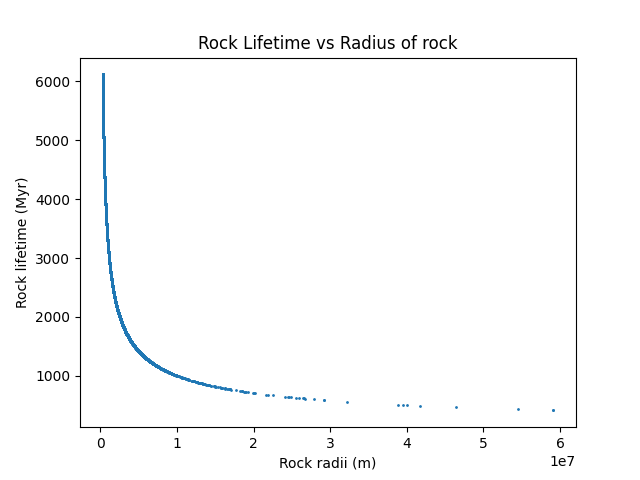 Rock Lifetime vs Radius of rock
6000
5000
4000
3000
2000
1000
Rock lifetime (Myr)
0 1 2 3 4 5 6
1e7
Rock radii (m)